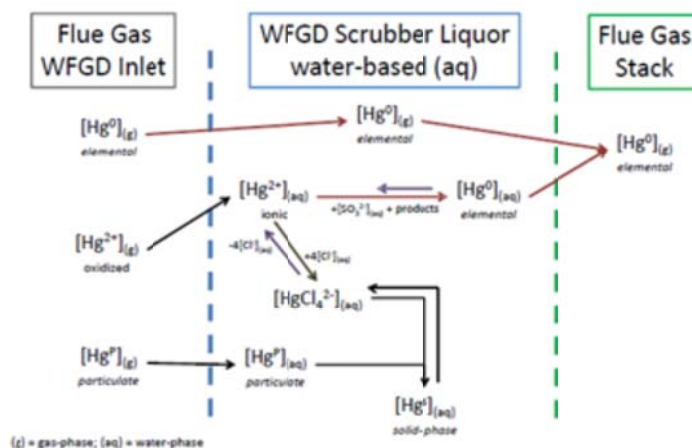 Flue Gas
WFGD Inlet
WFGD Scrubber Liquor
water-based (aq)
Flue Gas
Stack
[Hg⁰](g)
elemental
[Hg⁰](g)
elemental
[Hg⁰](g)
elemental
[Hg²⁺](aq)
ionic
+[SO₃²⁻](aq) + products
[Hg⁰](aq)
elemental
[Hg²⁺](g)
oxidized
-4[Cl⁻](aq)
+4[Cl⁻](aq)
[HgCl₄²⁻](aq)
[Hgᴾ](g)
particulate
[Hgᴾ](aq)
particulate
[Hgˢ](aq)
solid-phase
(g) = gas-phase; (aq) = water-phase